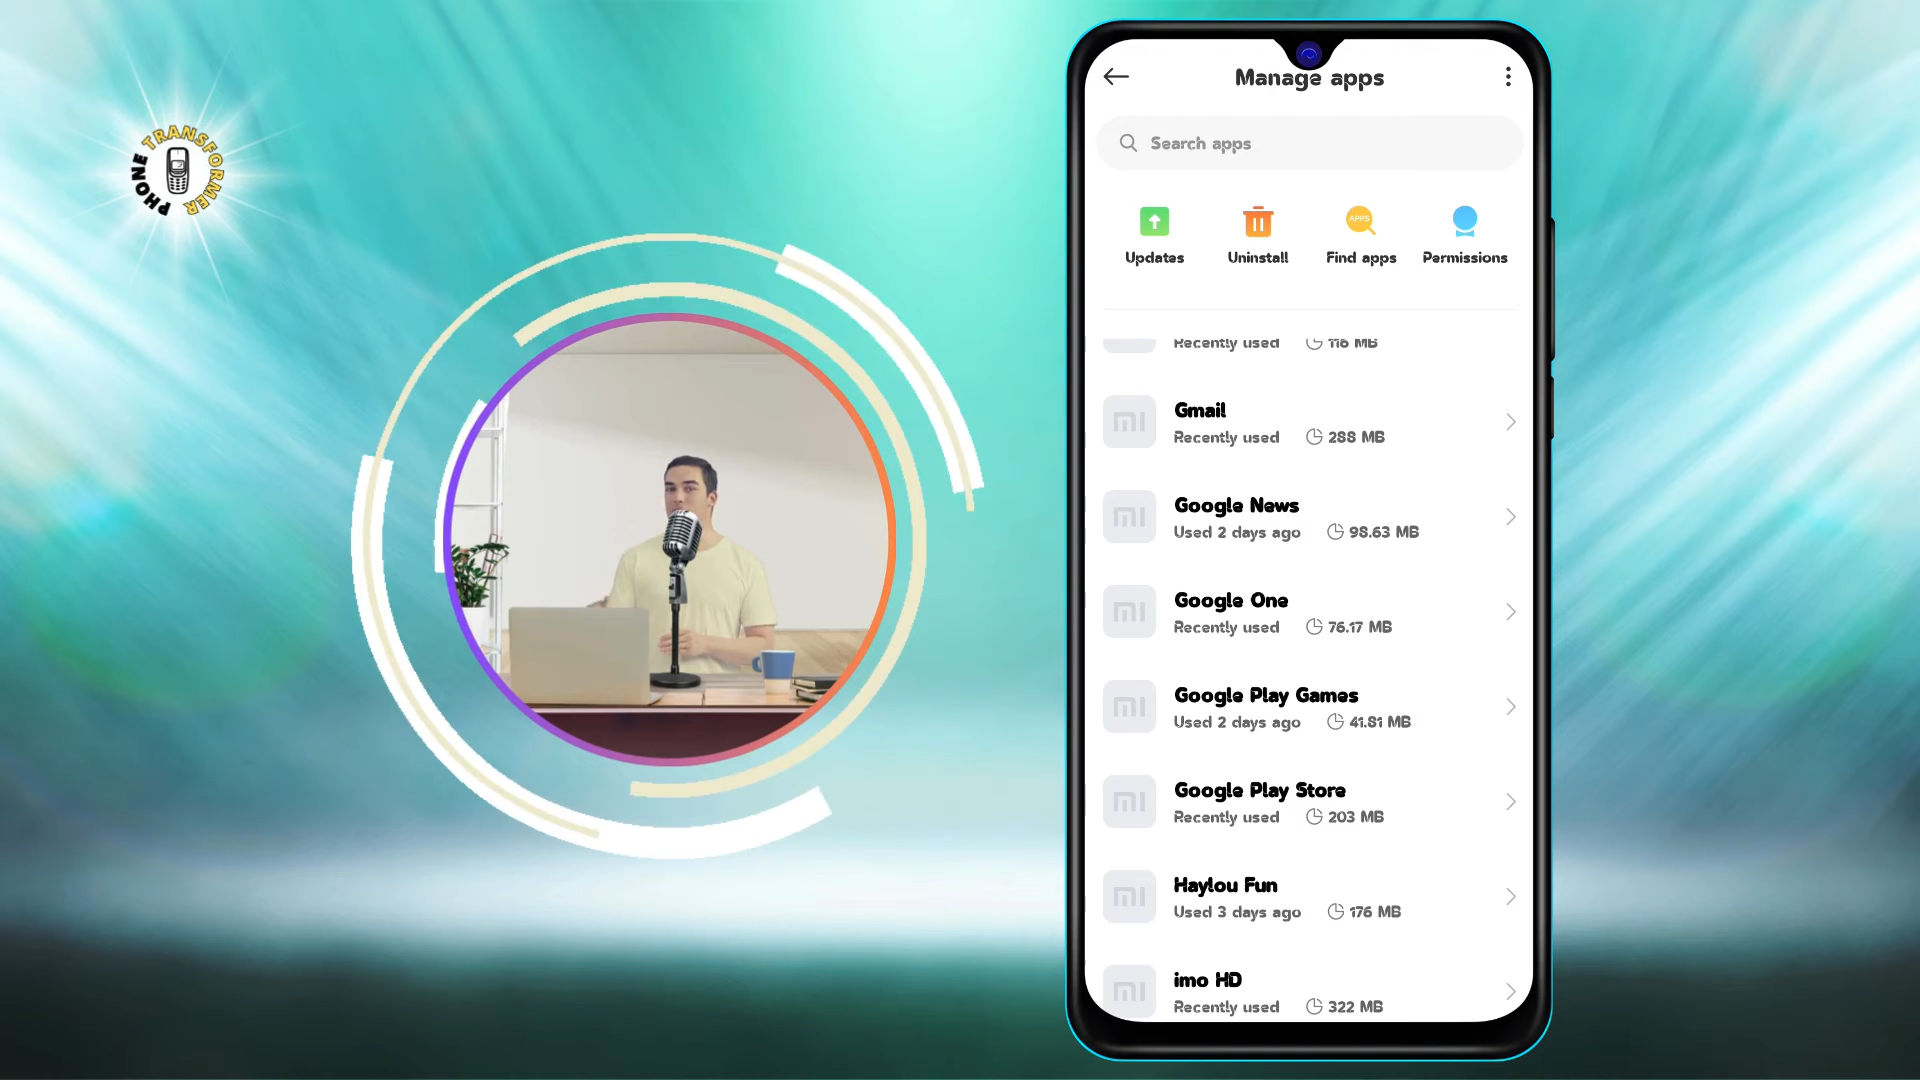 PHONE TRANSFORMER
Manage apps
Search apps
APPS
Updates
Uninstall
Find apps
Permissions
Recently used 116 MB
Gmail
Recently used 288 MB
Google News
Used 2 days ago 98.63 MB
Google One
Recently used 76.17 MB
Google Play Games
Used 2 days ago 41.81 MB
Google Play Store
Recently used 203 MB
Haylou Fun
Used 3 days ago 176 MB
imo HD
Recently used 322 MB